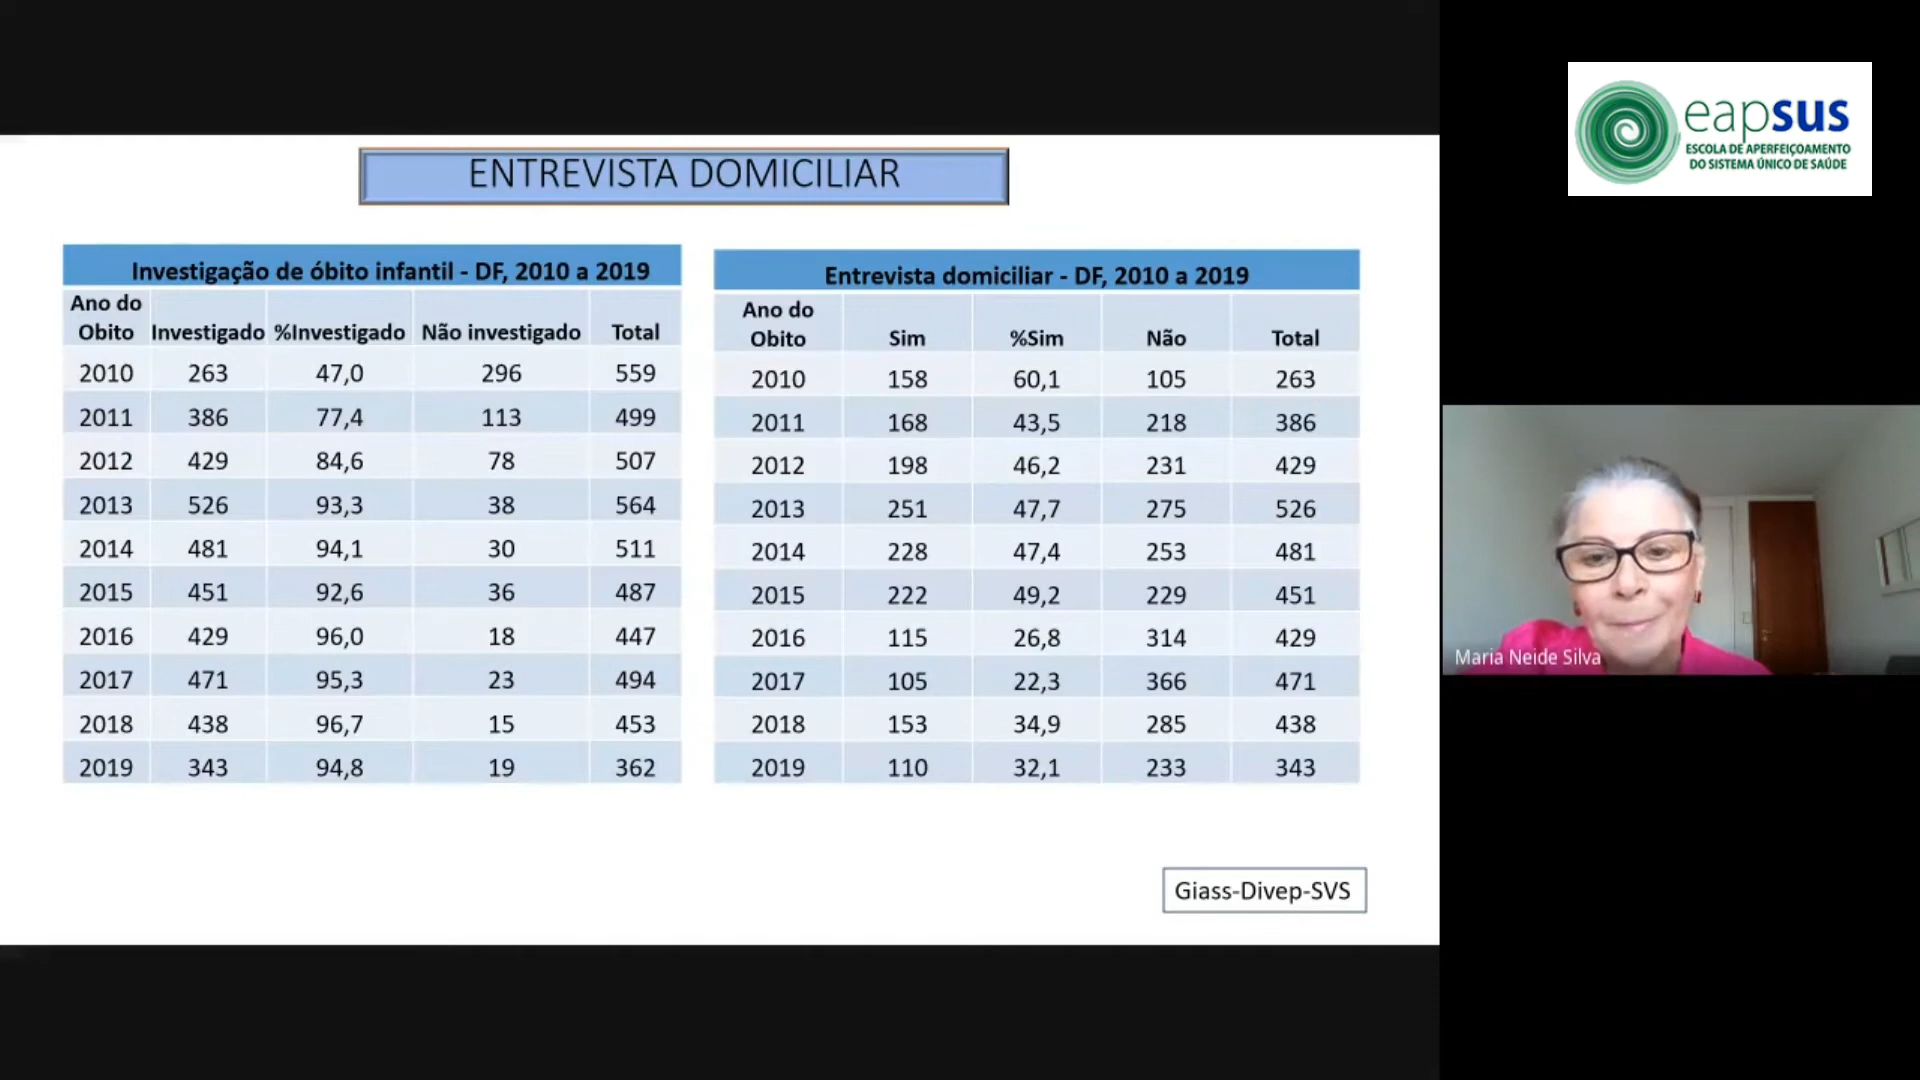 ENTREVISTA DOMICILIAR
Investigação de óbito infantil - DF, 2010 a 2019
Ano do
Obito Investigado %Investigado Não investigado Total
2010 263 47,0 296 559
2011 386 77,4 113 499
2012 429 84,6 78 507
2013 526 93,3 38 564
2014 481 94,1 30 511
2015 451 92,6 36 487
2016 429 96,0 18 447
2017 471 95,3 23 494
2018 438 96,7 15 453
2019 343 94,8 19 362
Entrevista domiciliar - DF, 2010 a 2019
Ano do
Obito Sim %Sim Não Total
2010 158 60,1 105 263
2011 168 43,5 218 386
2012 198 46,2 231 429
2013 251 47,7 275 526
2014 228 47,4 253 481
2015 222 49,2 229 451
2016 115 26,8 314 429
2017 105 22,3 366 471
2018 153 34,9 285 438
2019 110 32,1 233 343
Giass-Divep-SVS
eapsus
ESCOLA DE APERFEIÇOAMENTO
DO SISTEMA ÚNICO DE SAÚDE
Maria Neide Silva